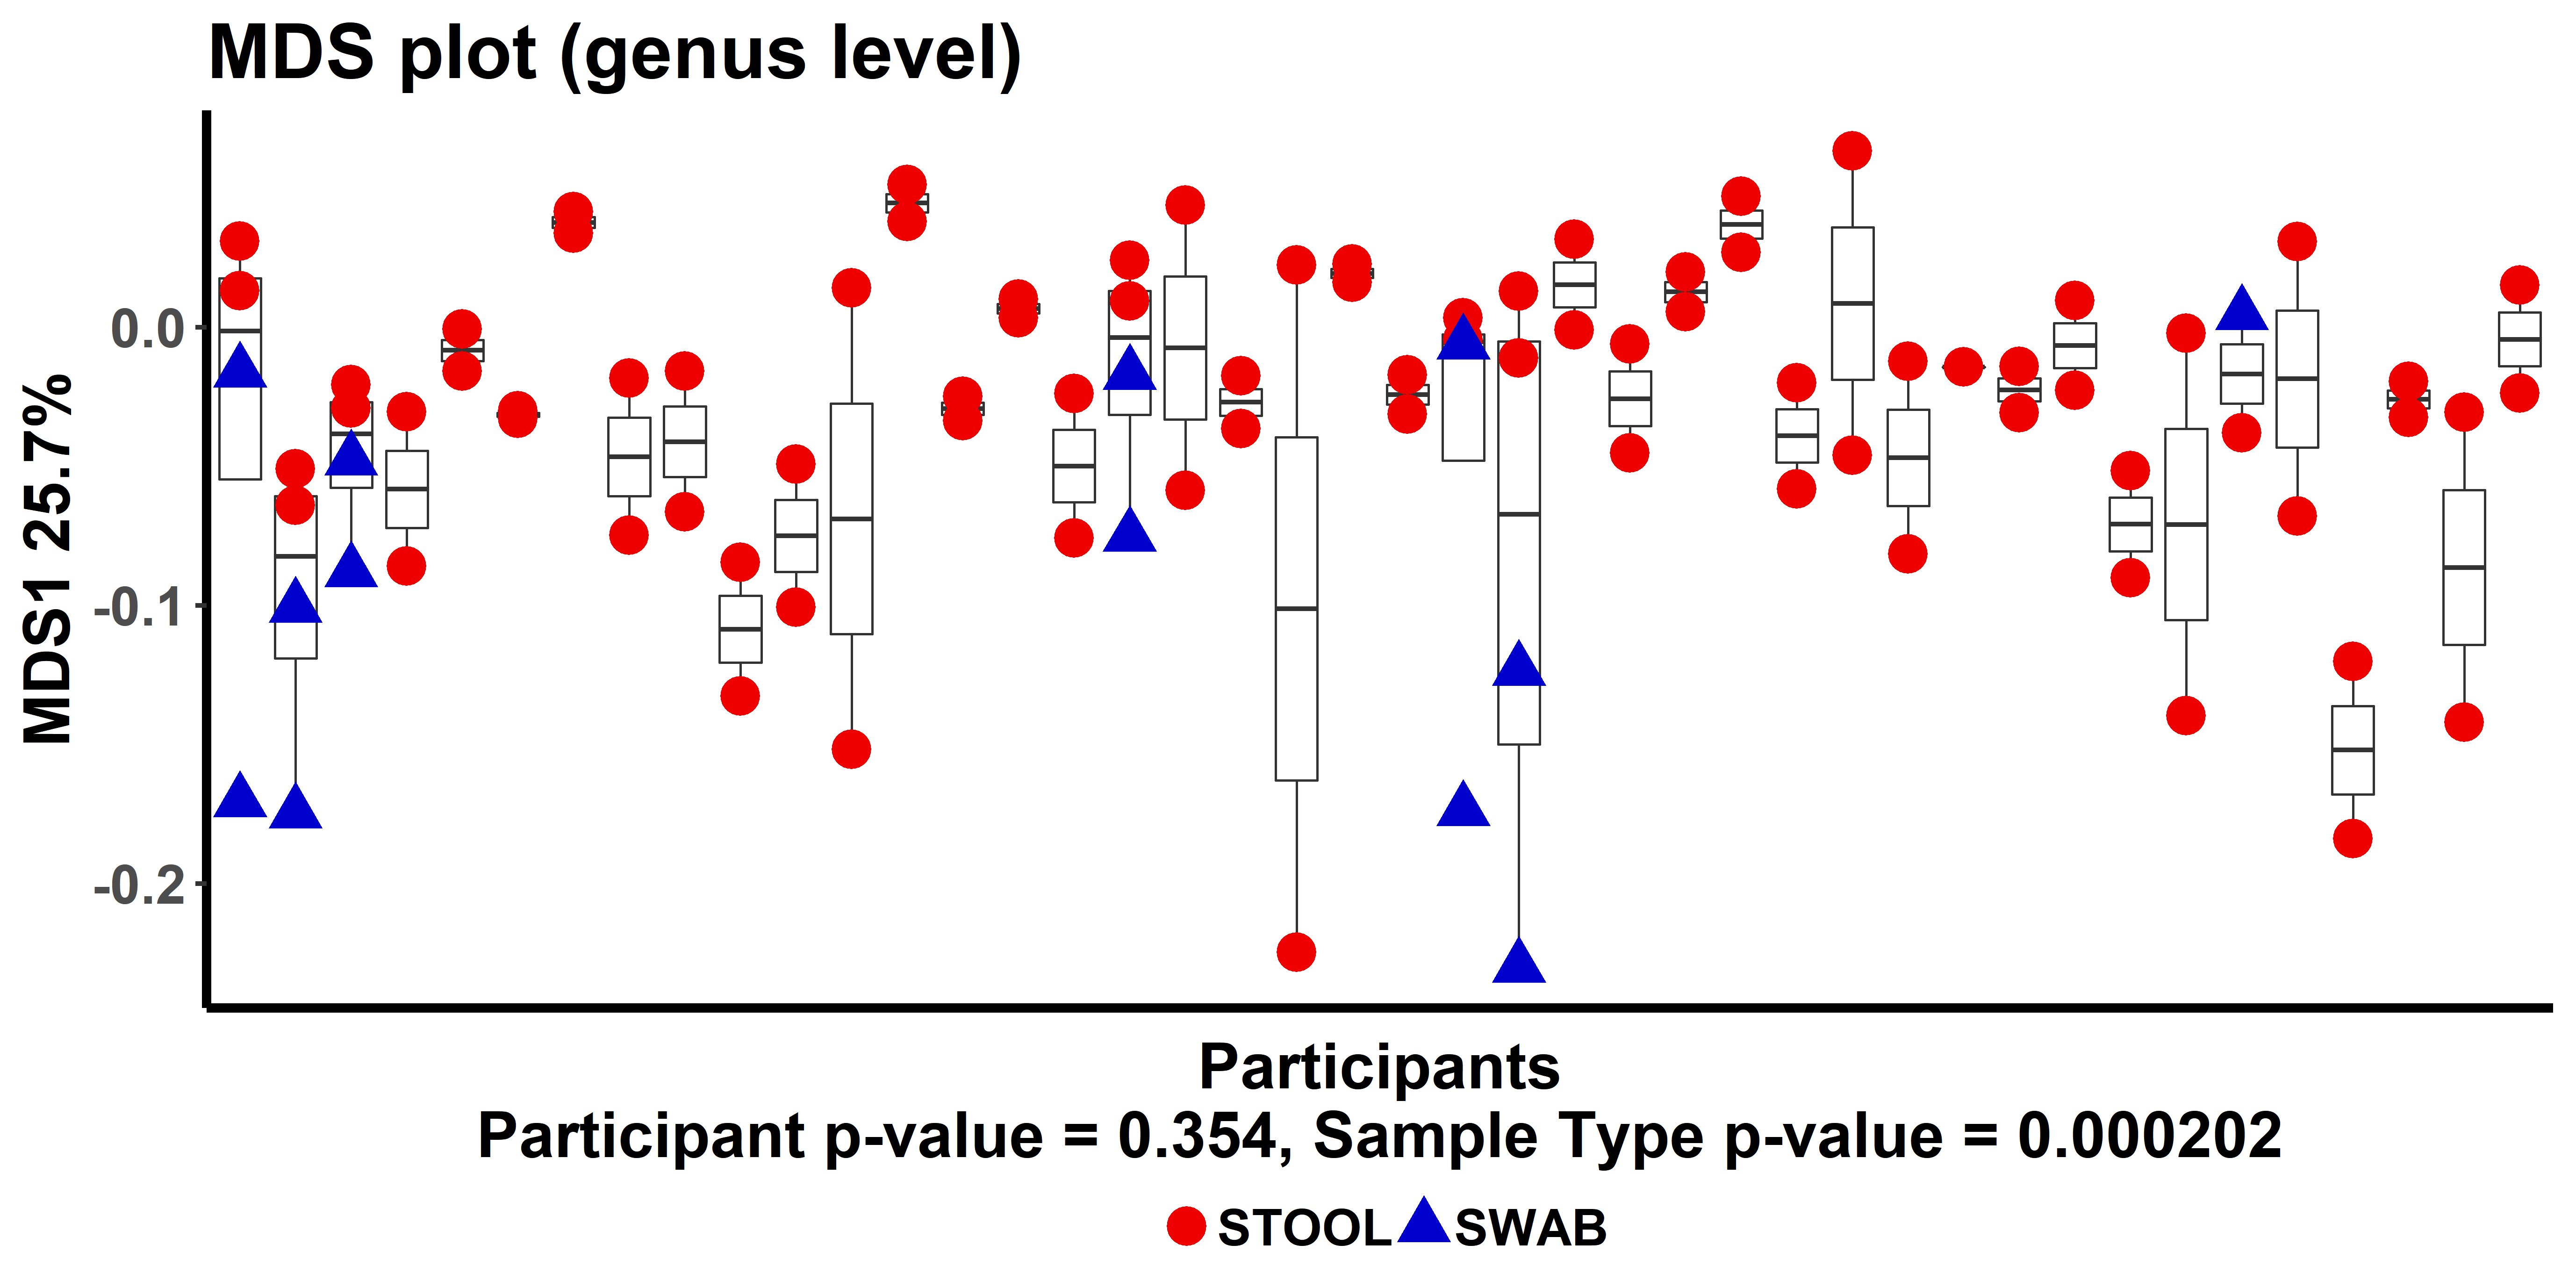 MDS plot (genus level)
MDS1 25.7%
0.0
-0.1
-0.2
Participants
Participant p-value = 0.354, Sample Type p-value = 0.000202
STOOL SWAB